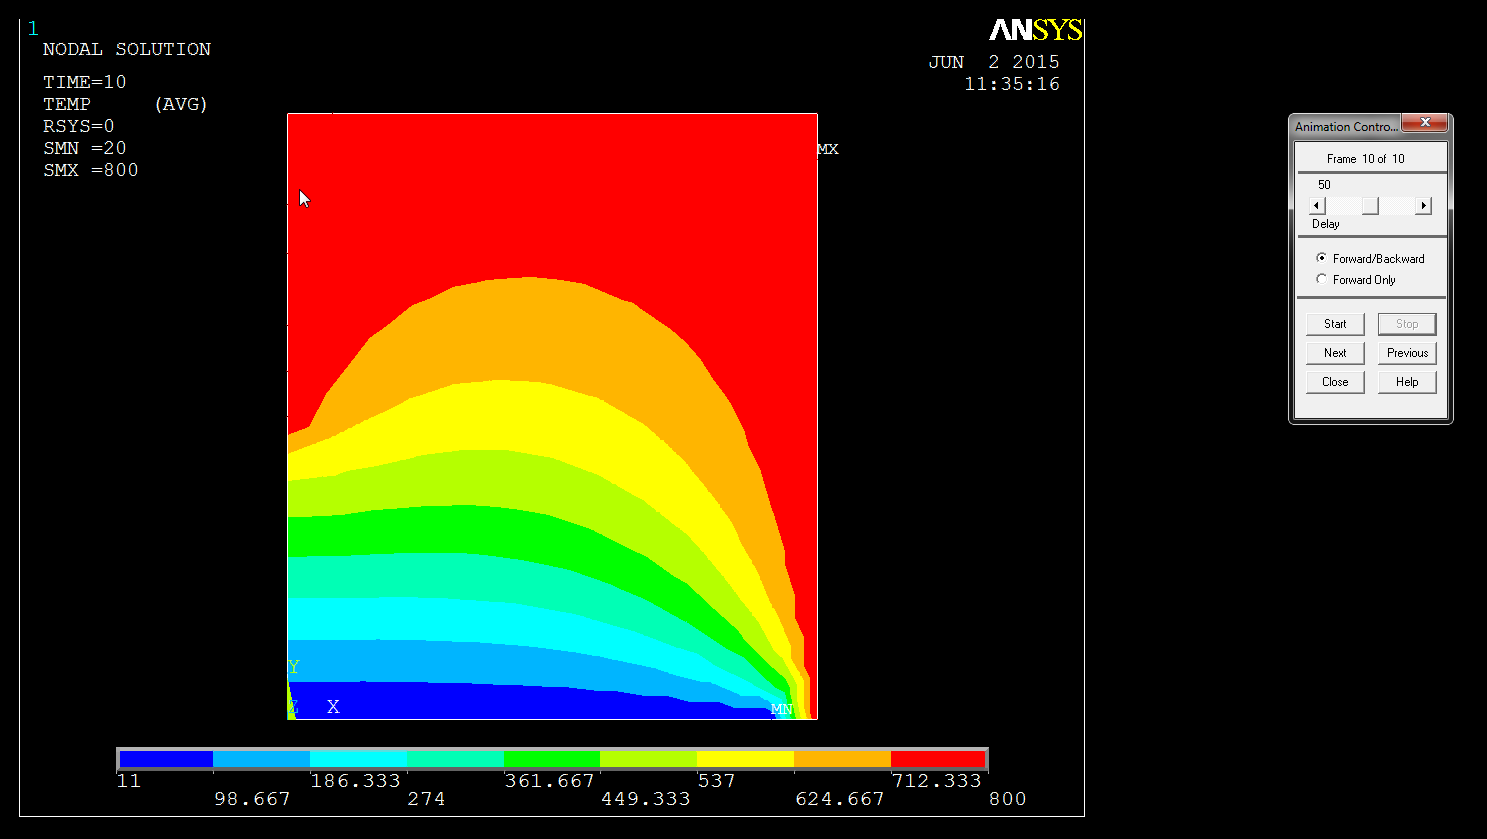 1
ANSYS
NODAL SOLUTION
JUN  2 2015
11:35:16
TIME=10
TEMP     (AVG)
RSYS=0
SMN =20
SMX =800
MX
Y
Z
X
MN
11
98.667
186.333
274
361.667
449.333
537
624.667
712.333
800
Animation Contro...
Frame  10 of  10
50
Delay
Forward/Backward
Forward Only
Start
Stop
Next
Previous
Close
Help